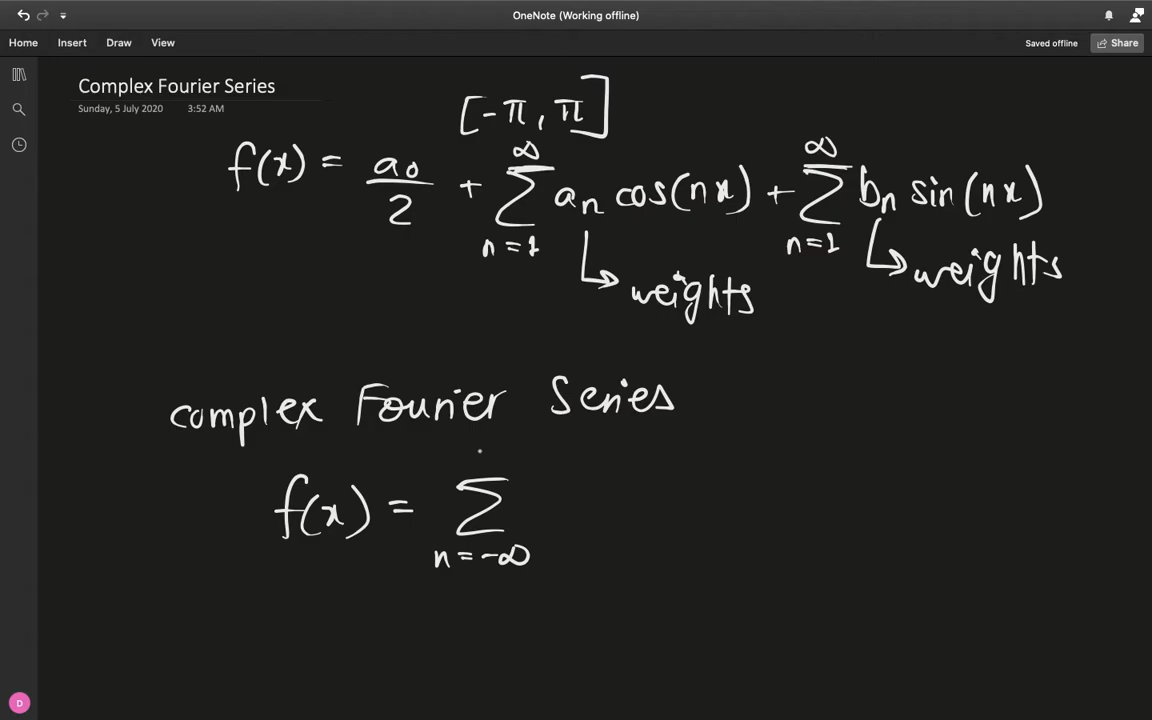 OneNote (Working offline)
Home Insert Draw View
Saved offline Share
Complex Fourier Series
Sunday, 5 July 2020 3:52 AM
[-π, π]
f(x) = a₀/2 + ∑_{n=1}^{∞} aₙ cos(nx) + ∑_{n=1}^{∞} bₙ sin(nx)
weights weights
complex Fourier Series
f(x) = ∑_{n=-∞}
D